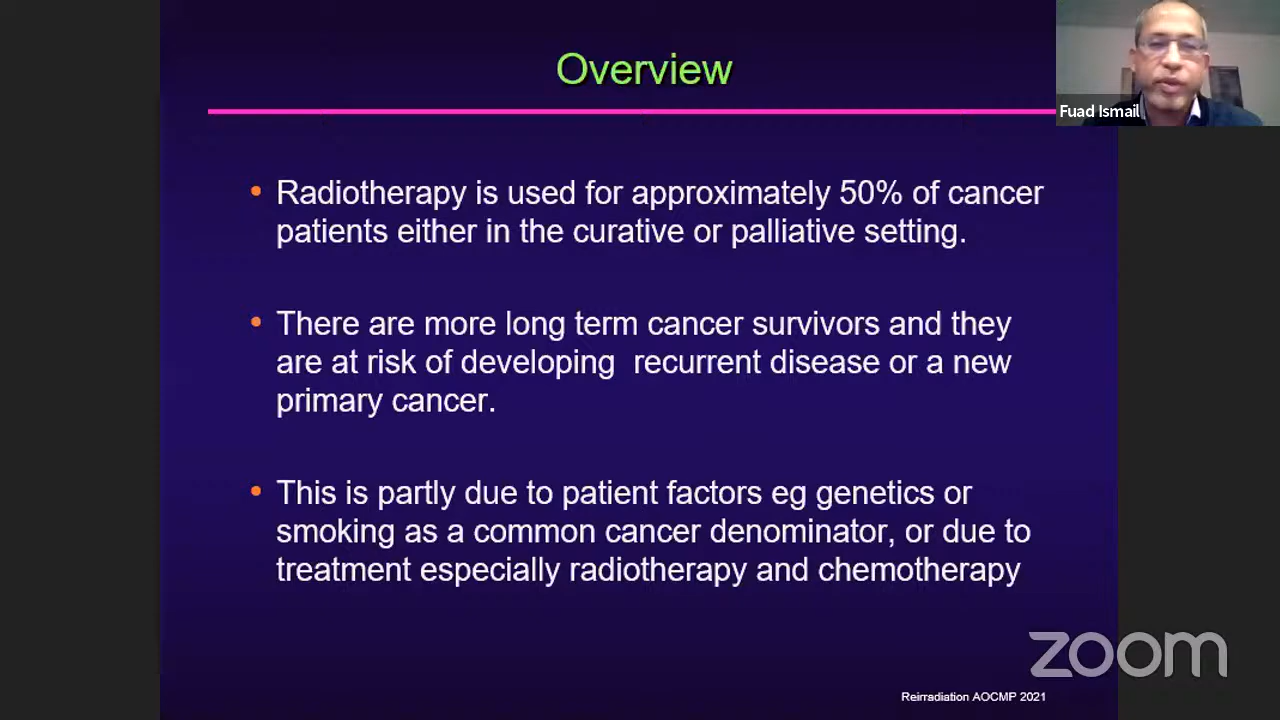 Overview
Fuad Ismail
• Radiotherapy is used for approximately 50% of cancer
patients either in the curative or palliative setting.
• There are more long term cancer survivors and they
are at risk of developing  recurrent disease or a new
primary cancer.
• This is partly due to patient factors eg genetics or
smoking as a common cancer denominator, or due to
treatment especially radiotherapy and chemotherapy
zoom
Reirradiation AOCMP 2021